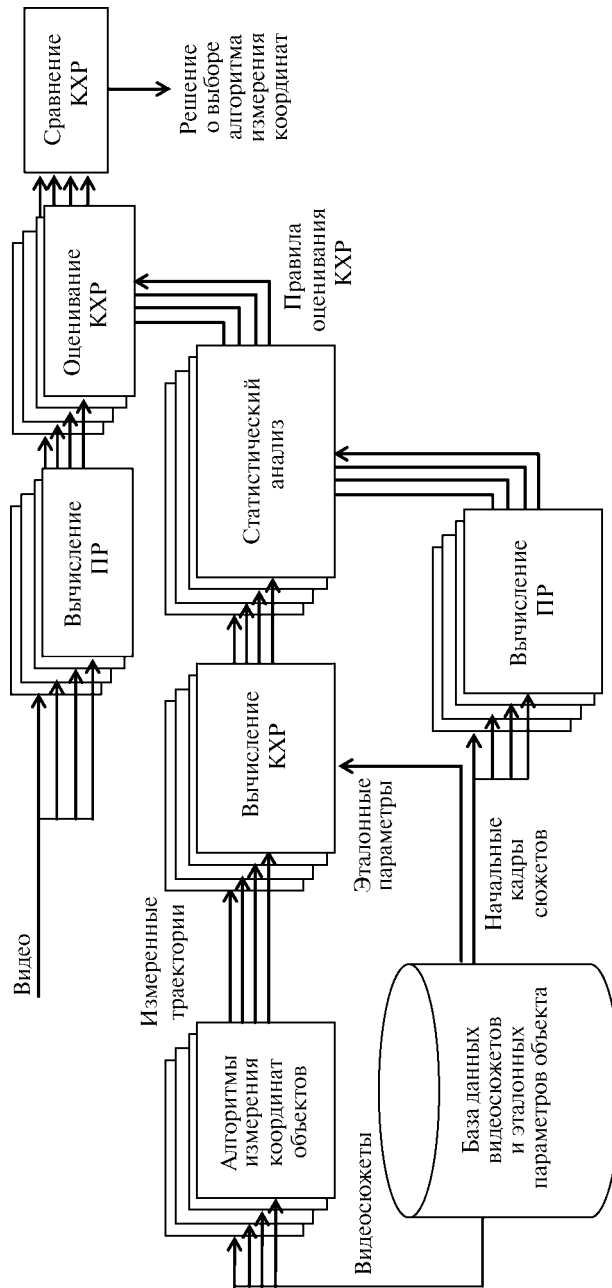 Видео
Вычисление
ПР
Оценивание
КХР
Сравнение
КХР
Решение
о выборе
алгоритма
измерения
координат
Алгоритмы
измерения
координат
объектов
Измеренные
траектории
Вычисление
КХР
Статистический
анализ
Правила
оценивания
КХР
Видеосюжеты
База данных
видеосюжетов
и эталонных
параметров объекта
Эталонные
параметры
Начальные
кадры
сюжетов
Вычисление
ПР